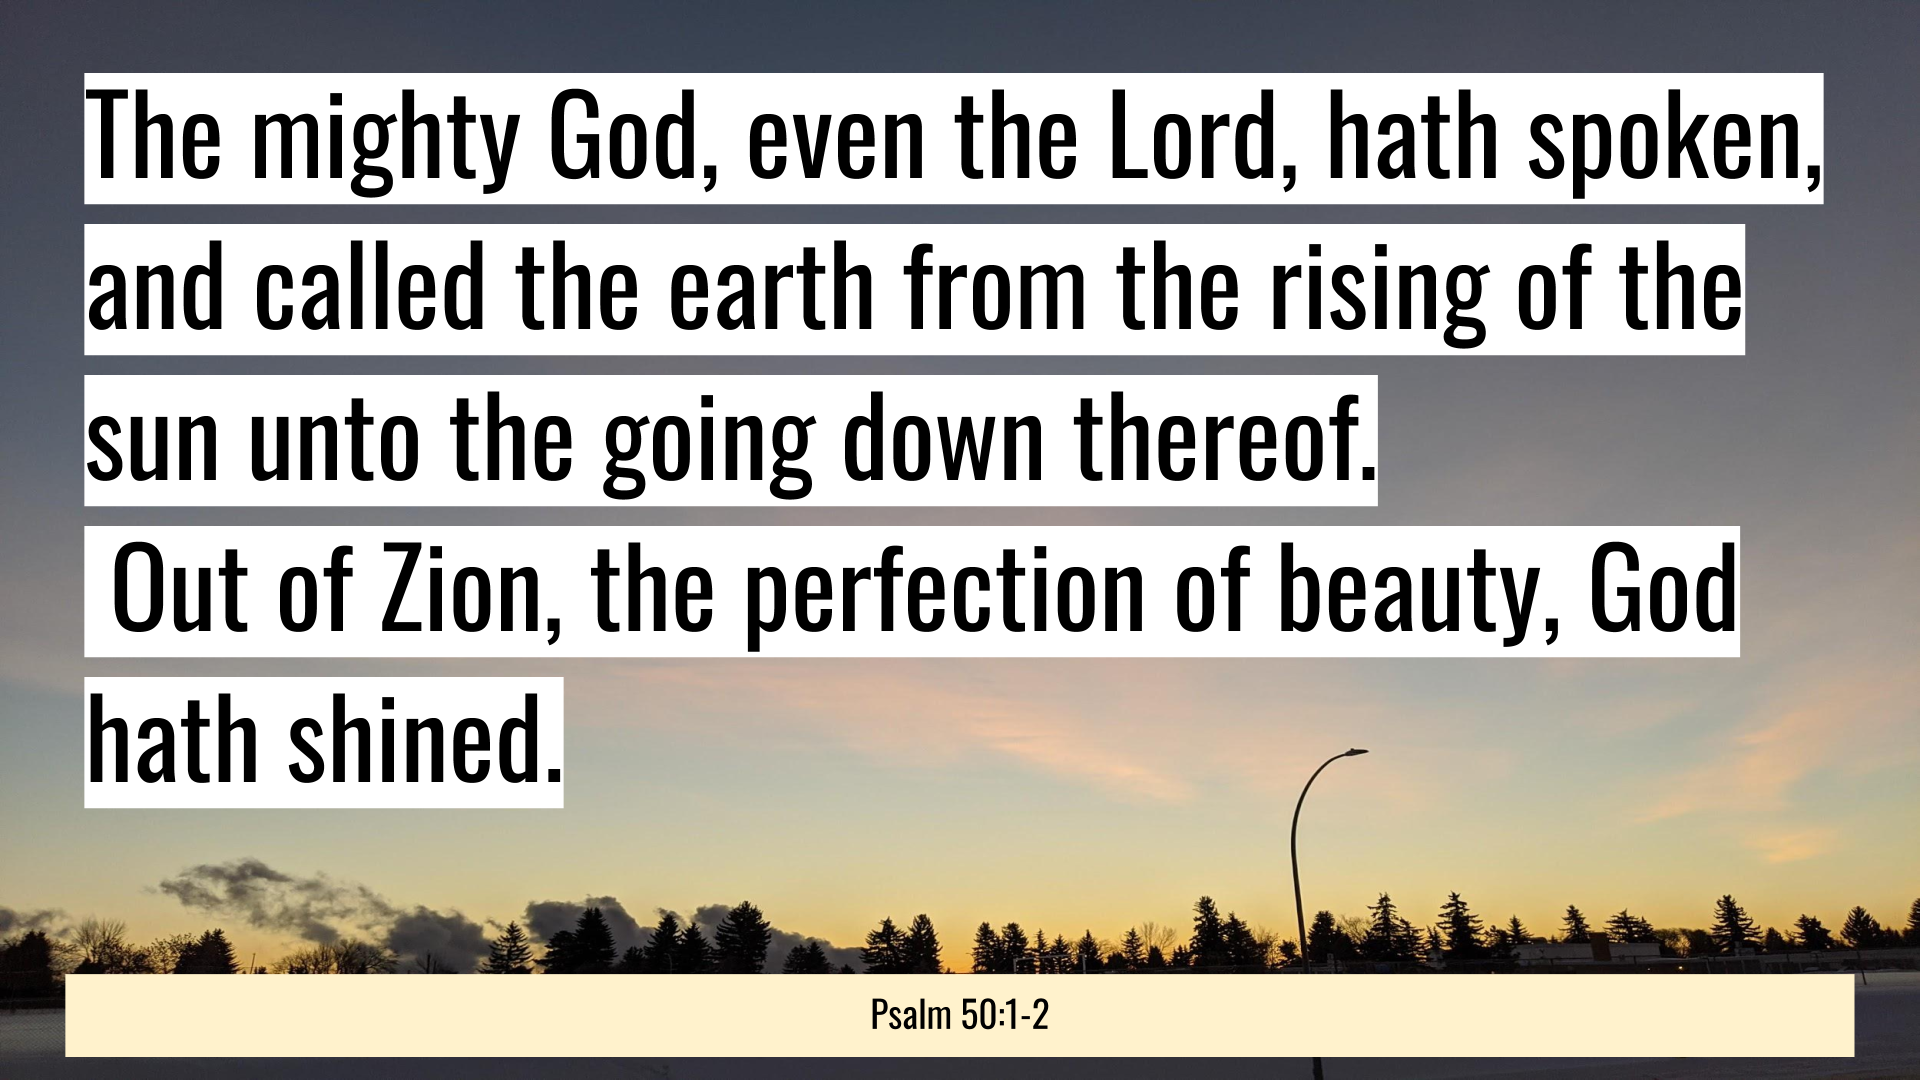 The mighty God, even the Lord, hath spoken,
and called the earth from the rising of the
sun unto the going down thereof.
Out of Zion, the perfection of beauty, God
hath shined.
Psalm 50:1-2